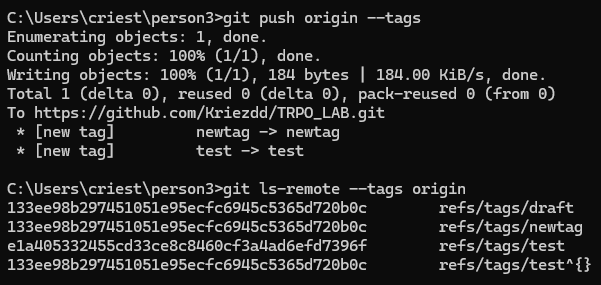 C:\Users\criest\person3>git push origin --tags
Enumerating objects: 1, done.
Counting objects: 100% (1/1), done.
Writing objects: 100% (1/1), 184 bytes | 184.00 KiB/s, done.
Total 1 (delta 0), reused 0 (delta 0), pack-reused 0 (from 0)
To https://github.com/Kriezdd/TRPO_LAB.git
 * [new tag]         newtag -> newtag
 * [new tag]         test -> test

C:\Users\criest\person3>git ls-remote --tags origin
133ee98b297451051e95ecfc6945c5365d720b0c        refs/tags/draft
133ee98b297451051e95ecfc6945c5365d720b0c        refs/tags/newtag
e1a405332455cd33ce8c8460cf3a4ad6efd7396f        refs/tags/test
133ee98b297451051e95ecfc6945c5365d720b0c        refs/tags/test^{}